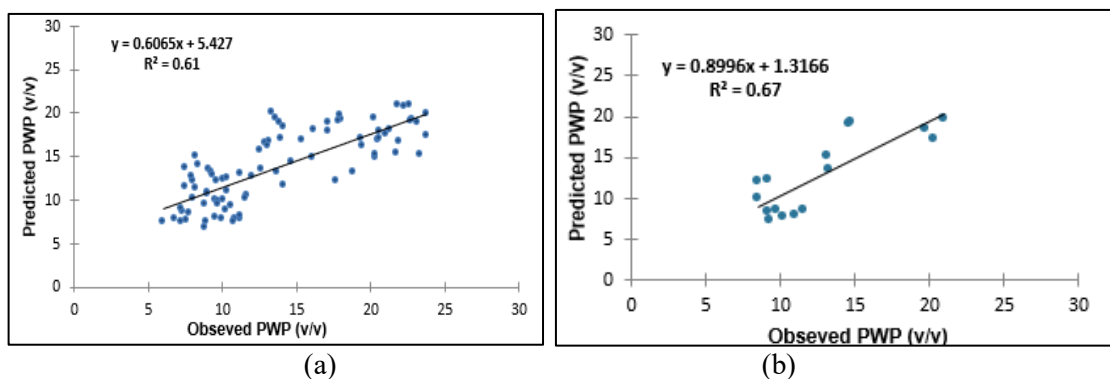 30
25
20
15
10
5
0
Predicted PWP (v/v)
y = 0.6065x + 5.427
R² = 0.61
0 5 10 15 20 25 30
Obseved PWP (v/v)
(a)
30
25
20
15
10
5
0
Predicted PWP (v/v)
y = 0.8996x + 1.3166
R² = 0.67
0 5 10 15 20 25 30
Obseved PWP (v/v)
(b)